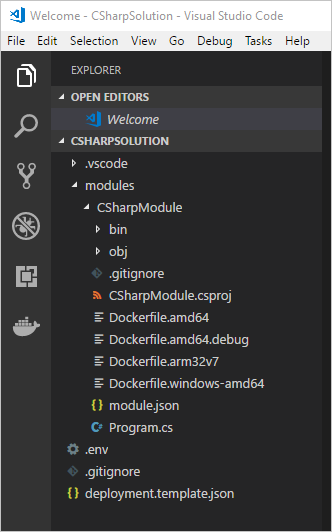 Welcome - CSharpSolution - Visual Studio Code
File Edit Selection View Go Debug Tasks Help
EXPLORER
OPEN EDITORS
Welcome
CSHARPSOLUTION
.vscode
modules
CSharpModule
bin
obj
.gitignore
CSharpModule.csproj
Dockerfile.amd64
Dockerfile.amd64.debug
Dockerfile.arm32v7
Dockerfile.windows-amd64
{ } module.json
C# Program.cs
.env
.gitignore
{ } deployment.template.json